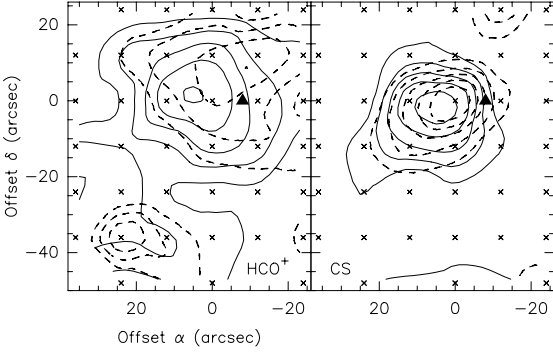 20
0
−20
−40
Offset δ (arcsec)
HCO+
CS
20 0 −20 20 0 −20
Offset α (arcsec)